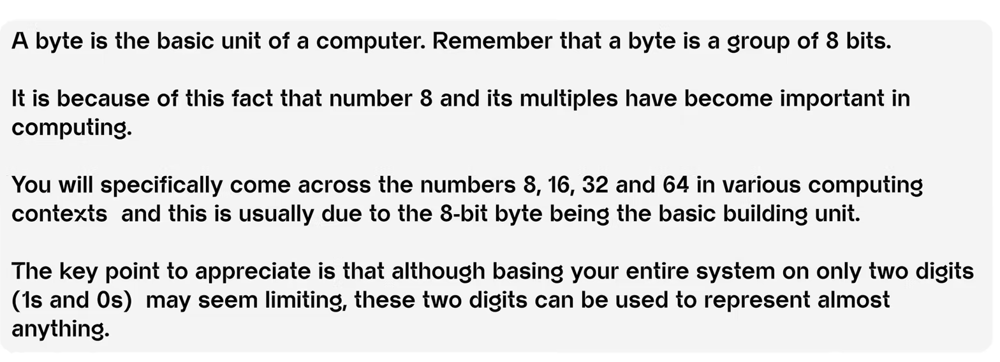 A byte is the basic unit of a computer. Remember that a byte is a group of 8 bits.
It is because of this fact that number 8 and its multiples have become important in
computing.
You will specifically come across the numbers 8, 16, 32 and 64 in various computing
contexts  and this is usually due to the 8-bit byte being the basic building unit.
The key point to appreciate is that although basing your entire system on only two digits
(1s and 0s)  may seem limiting, these two digits can be used to represent almost
anything.